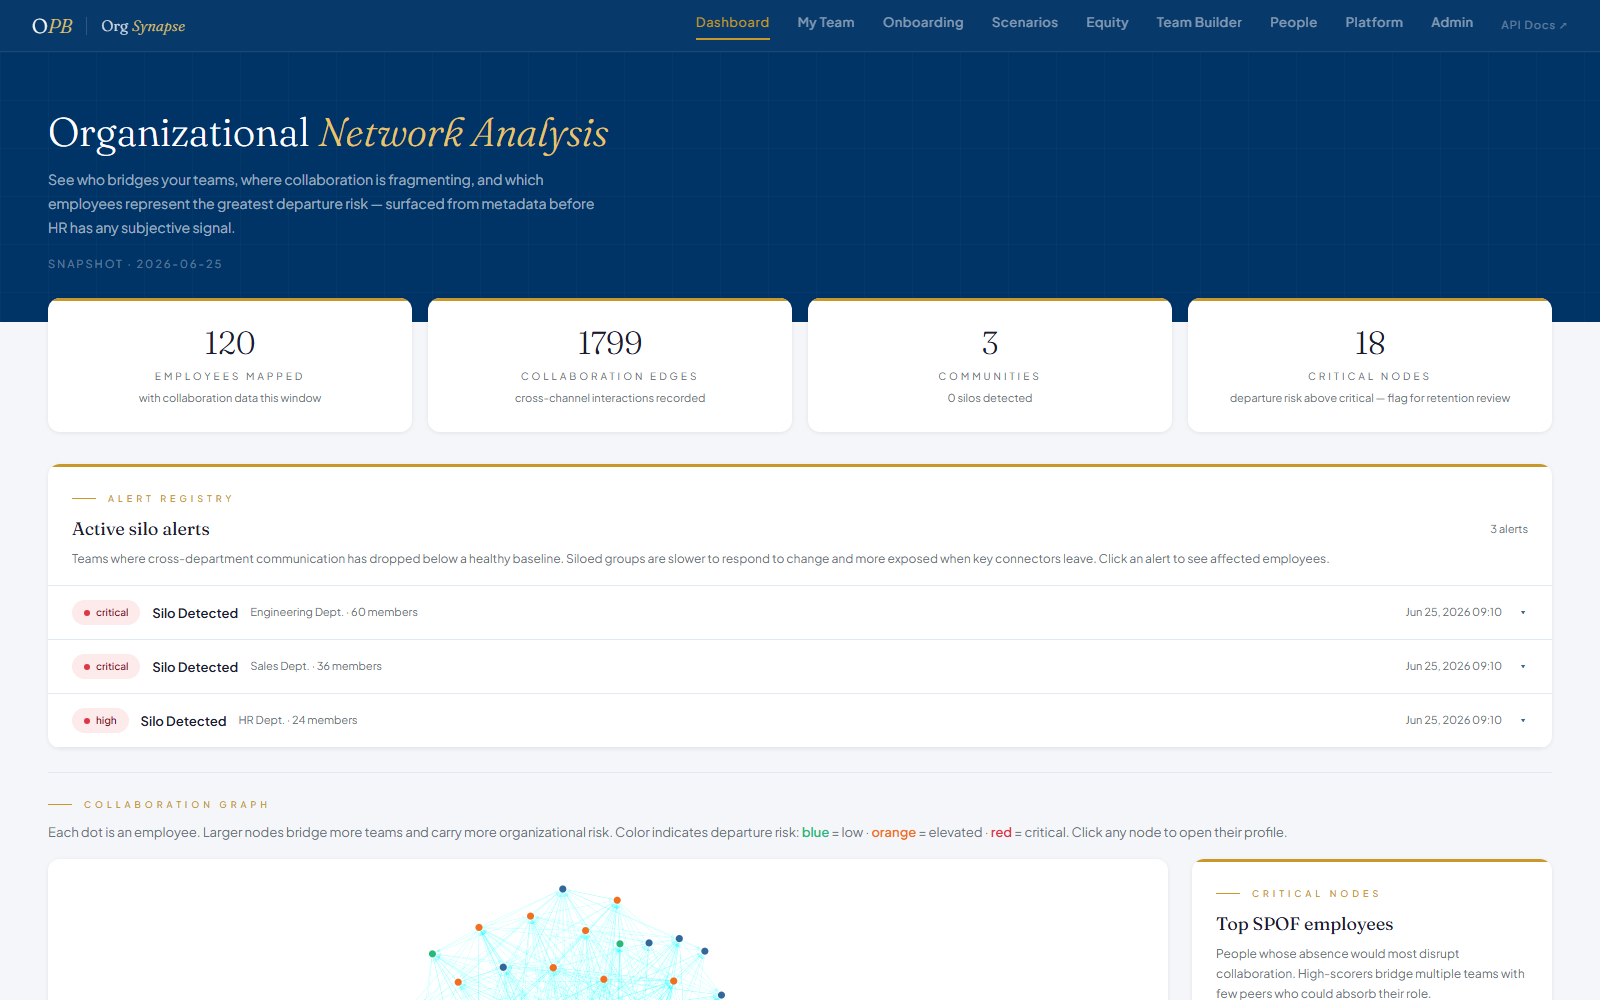 OPB
Org Synapse
Dashboard
My Team
Onboarding
Scenarios
Equity
Team Builder
People
Platform
Admin
API Docs ↗
Organizational Network Analysis
See who bridges your teams, where collaboration is fragmenting, and which
employees represent the greatest departure risk — surfaced from metadata before
HR has any subjective signal.
SNAPSHOT · 2026-06-25
120
EMPLOYEES MAPPED
with collaboration data this window
1799
COLLABORATION EDGES
cross-channel interactions recorded
3
COMMUNITIES
0 silos detected
18
CRITICAL NODES
departure risk above critical — flag for retention review
ALERT REGISTRY
Active silo alerts
3 alerts
Teams where cross-department communication has dropped below a healthy baseline. Siloed groups are slower to respond to change and more exposed when key connectors leave. Click an alert to see affected employees.
critical Silo Detected Engineering Dept. · 60 members Jun 25, 2026 09:10
critical Silo Detected Sales Dept. · 36 members Jun 25, 2026 09:10
high Silo Detected HR Dept. · 24 members Jun 25, 2026 09:10
COLLABORATION GRAPH
Each dot is an employee. Larger nodes bridge more teams and carry more organizational risk. Color indicates departure risk: blue = low · orange = elevated · red = critical. Click any node to open their profile.
CRITICAL NODES
Top SPOF employees
People whose absence would most disrupt
collaboration. High-scorers bridge multiple teams with
few peers who could absorb their role.